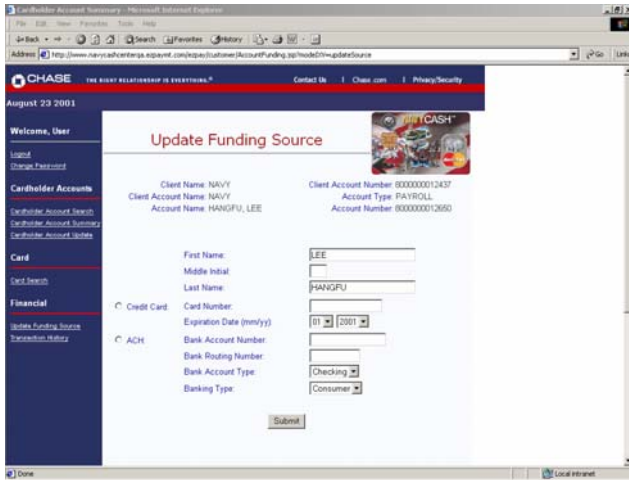 Cardholder Account Summary - Microsoft Internet Explorer
File Edit View Favorites Tools Help
Back Search Favorites History
Address http://www.navycashcenterqa.ezpaymt.com/ezpay/customer/AccountFunding.jsp?modeDIV=updateSource Go Links
CHASE THE RIGHT RELATIONSHIP IS EVERYTHING.® Contact Us | Chase.com | Privacy/Security
August 23 2001
Welcome, User
Logout
Change Password
Cardholder Accounts
Cardholder Account Search
Cardholder Account Summary
Cardholder Account Update
Card
Card Search
Financial
Update Funding Source
Transaction History
Update Funding Source
CASH
Client Name: NAVY Client Account Number: 8000000012437
Client Account Name: NAVY Account Type: PAYROLL
Account Name: HANGFU, LEE Account Number: 8000000012650
First Name: LEE
Middle Initial:
Last Name: HANGFU
Credit Card: Card Number:
Expiration Date (mm/yy) 01 2001
ACH: Bank Account Number:
Bank Routing Number:
Bank Account Type: Checking
Banking Type: Consumer
Submit
Done Local intranet